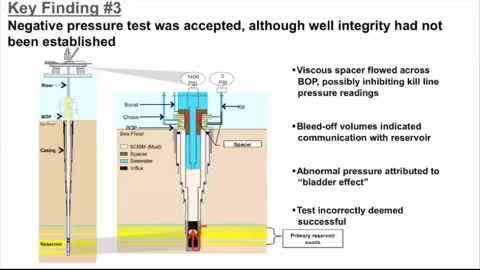 Key Finding #3
Negative pressure test was accepted, although well integrity had not
been established
1400
PSI
0
PSI
Riser
BOP
Sea Floor
Casing
Reservoir
Boost
Choke
BOP
Sea Floor
Kill
Spacer
SOBM (Mud)
Spacer
Seawater
Influx
•Viscous spacer flowed across
BOP, possibly inhibiting kill line
pressure readings
•Bleed-off volumes indicated
communication with reservoir
•Abnormal pressure attributed to
“bladder effect”
•Test incorrectly deemed
successful
Primary reservoir
sands